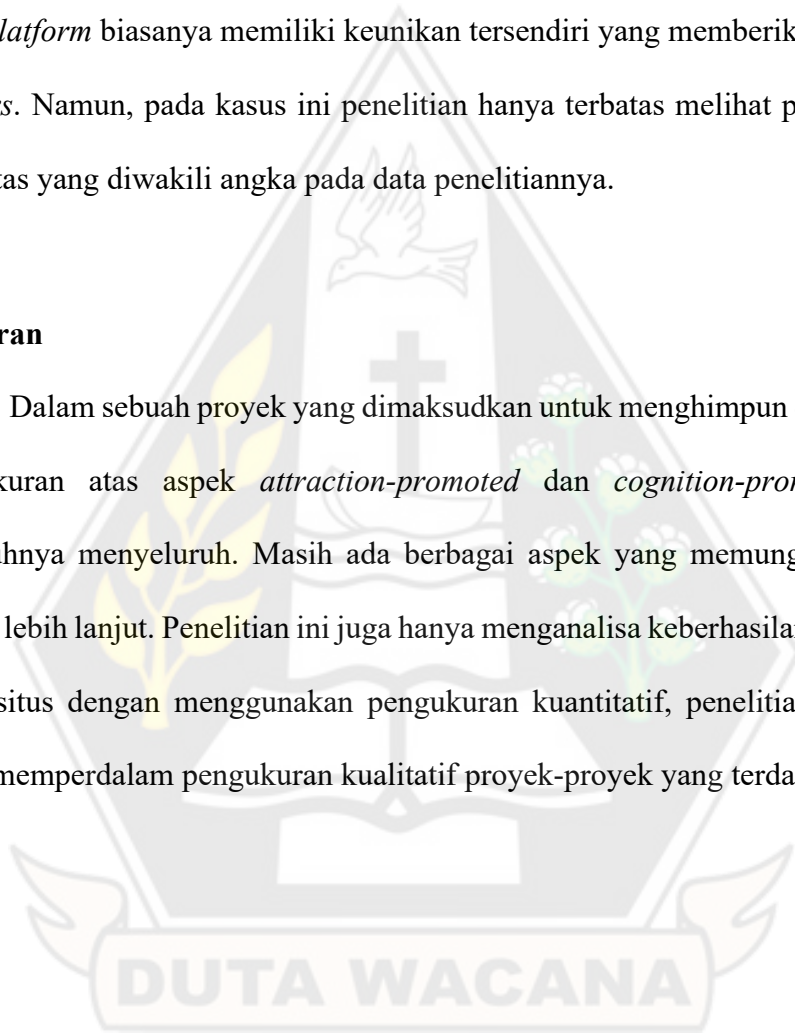 latform biasanya memiliki keunikan tersendiri yang memberik
s. Namun, pada kasus ini penelitian hanya terbatas melihat p
tas yang diwakili angka pada data penelitiannya.
ran
Dalam sebuah proyek yang dimaksudkan untuk menghimpun
kuran atas aspek attraction-promoted dan cognition-pro
hnya menyeluruh. Masih ada berbagai aspek yang memung
lebih lanjut. Penelitian ini juga hanya menganalisa keberhasilan
situs dengan menggunakan pengukuran kuantitatif, penelitia
memperdalam pengukuran kualitatif proyek-proyek yang terda
DUTA WACANA